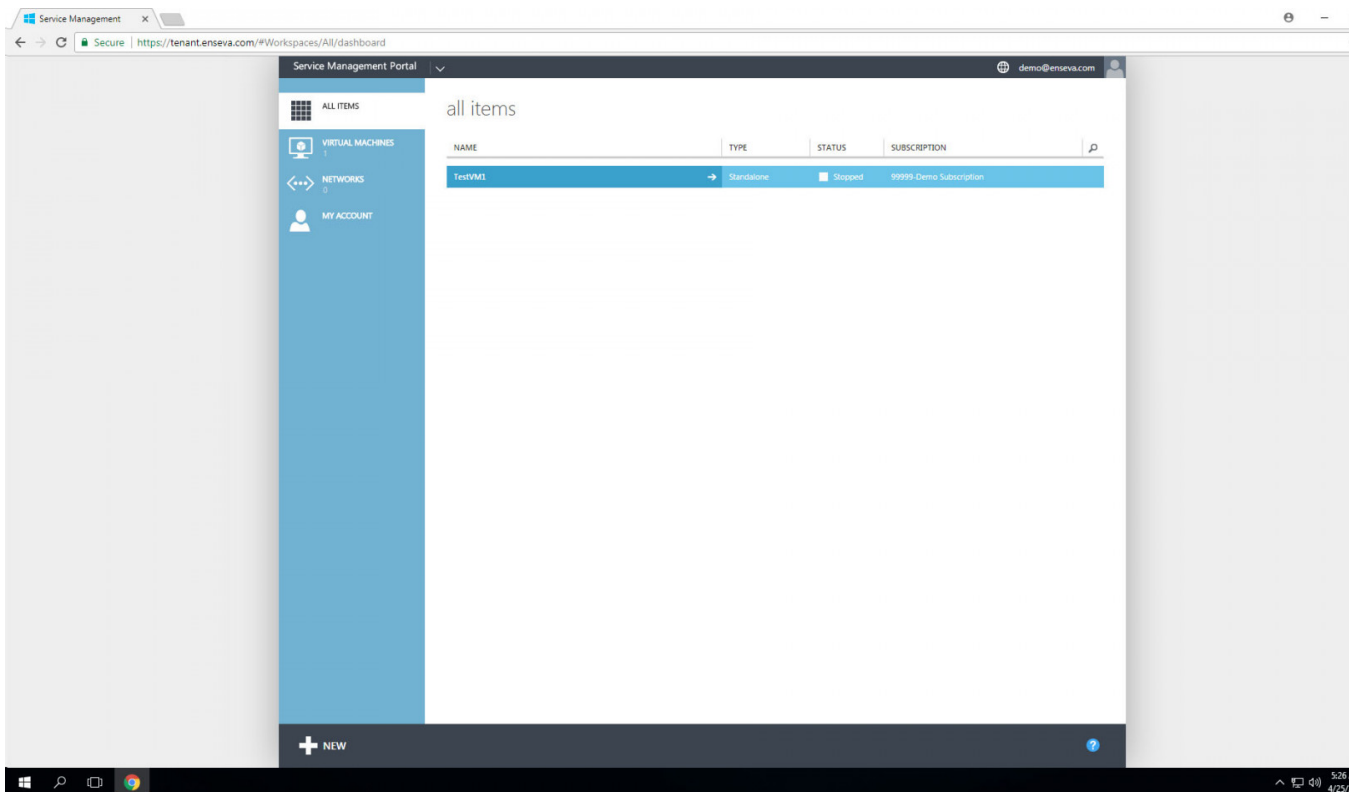 Service Management
Secure | https://tenant.enseva.com/#Workspaces/All/dashboard
Service Management Portal demo@enseva.com
ALL ITEMS
VIRTUAL MACHINES
1
NETWORKS
0
MY ACCOUNT
all items
NAME TYPE STATUS SUBSCRIPTION
TestVM1 Standalone Stopped 99999-Demo Subscription
NEW
?
5:26
4/25/